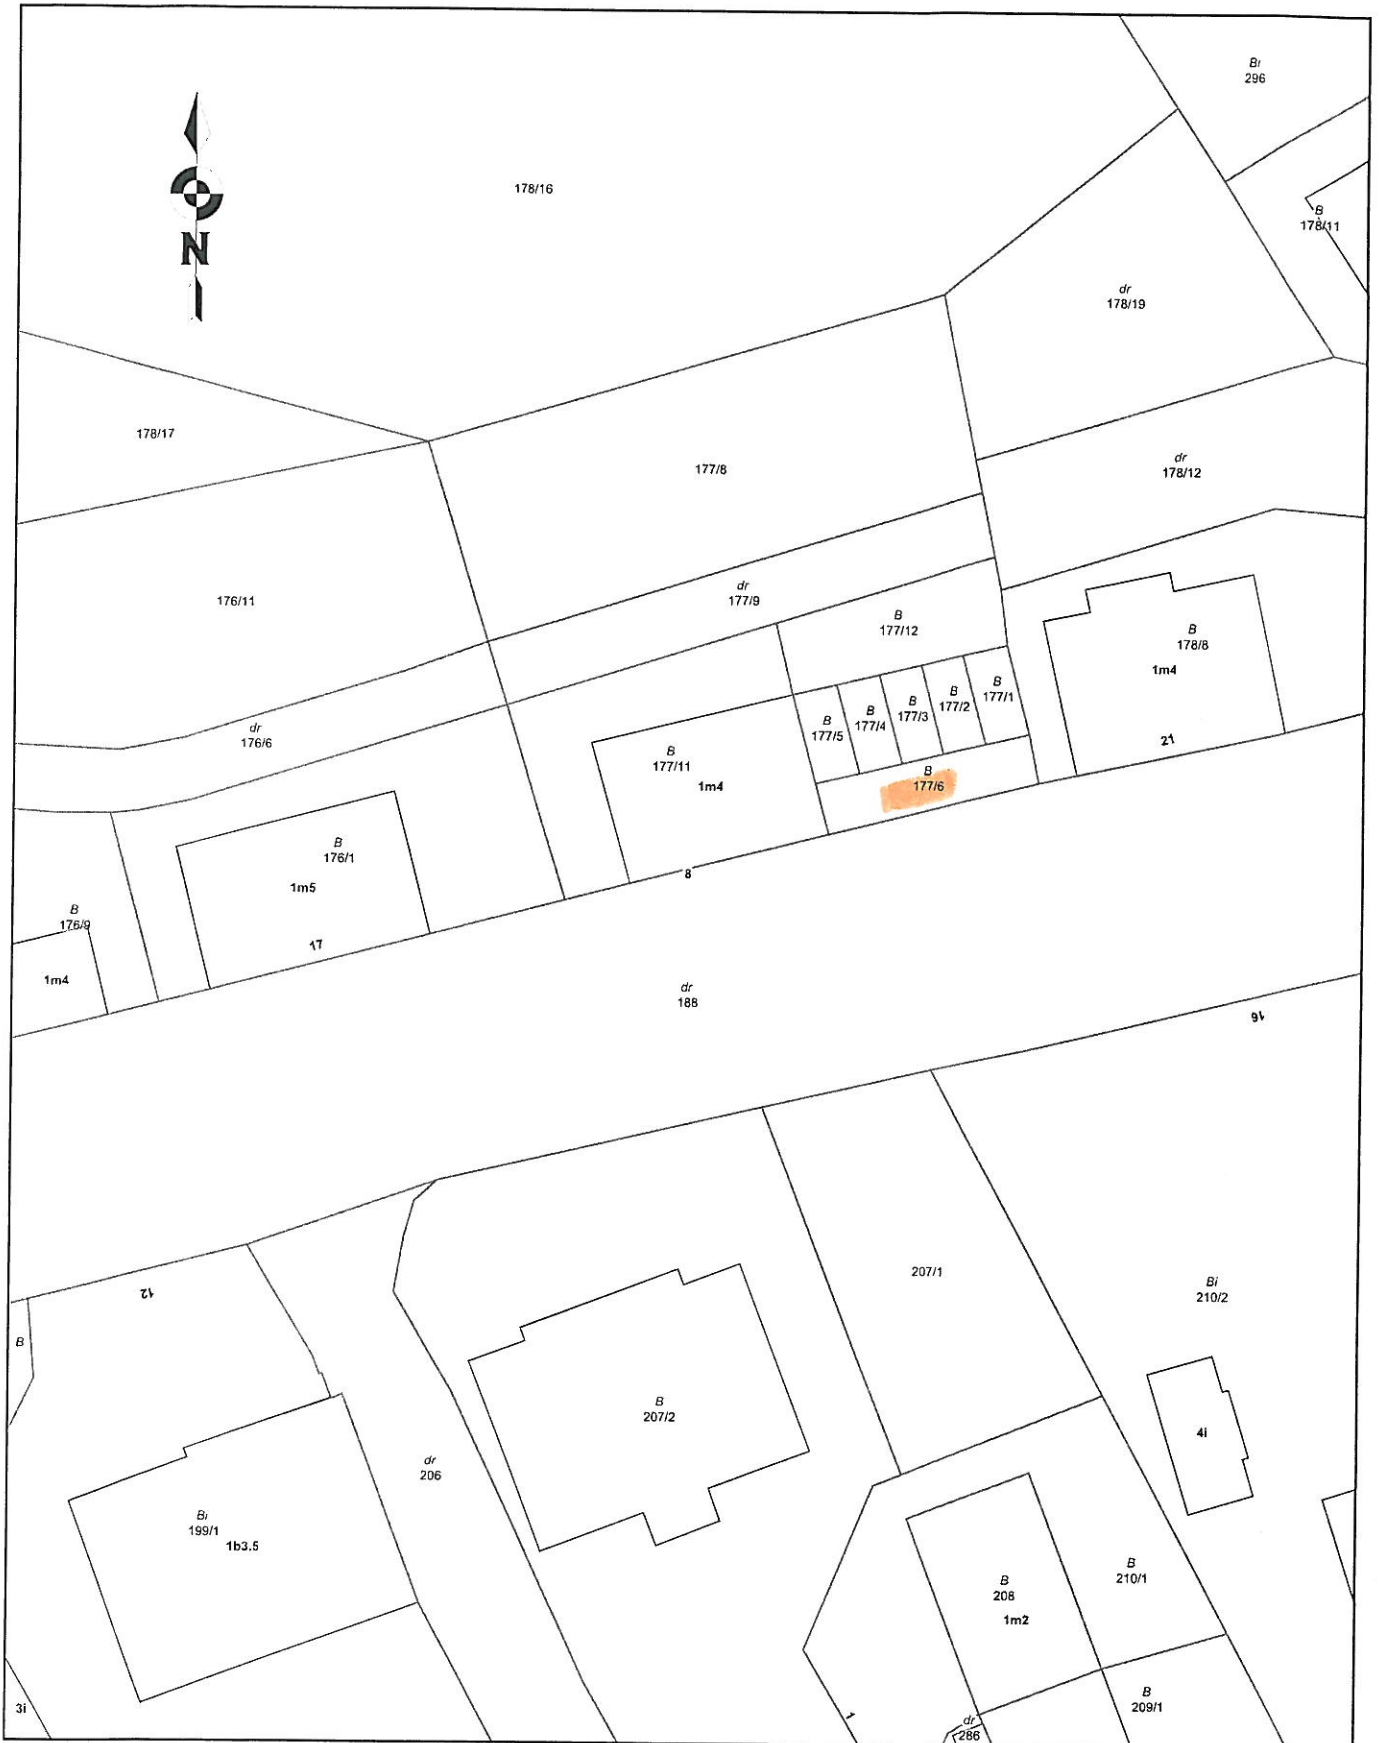 Bi
296
178/16
N
B
178/11
dr
178/19
178/17
177/8
dr
178/12
176/11
dr
177/9
B
177/12
B
178/8
1m4
B
177/1
B
177/2
B
177/3
B
177/4
B
177/5
dr
176/6
21
B
177/11
1m4
B
177/6
B
176/1
1m5
8
B
176/9
17
1m4
dr
188
16
207/1
Bi
210/2
12
B
B
207/2
4i
dr
206
Bi
199/1
1b3.5
B
210/1
B
208
1m2
B
209/1
3i
1
dr
286